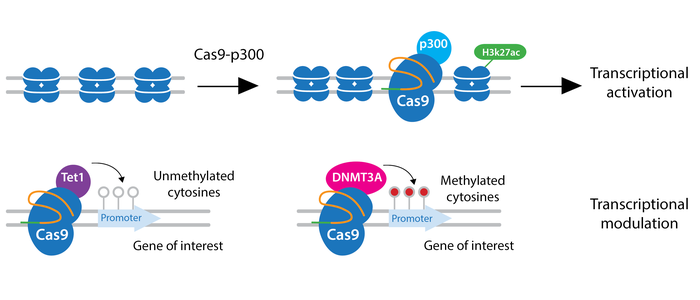 Cas9-p300
p300
H3k27ac
Cas9
Transcriptional
activation
Tet1
Unmethylated
cytosines
Promoter
Cas9
Gene of interest
DNMT3A
Methylated
cytosines
Promoter
Cas9
Gene of interest
Transcriptional
modulation